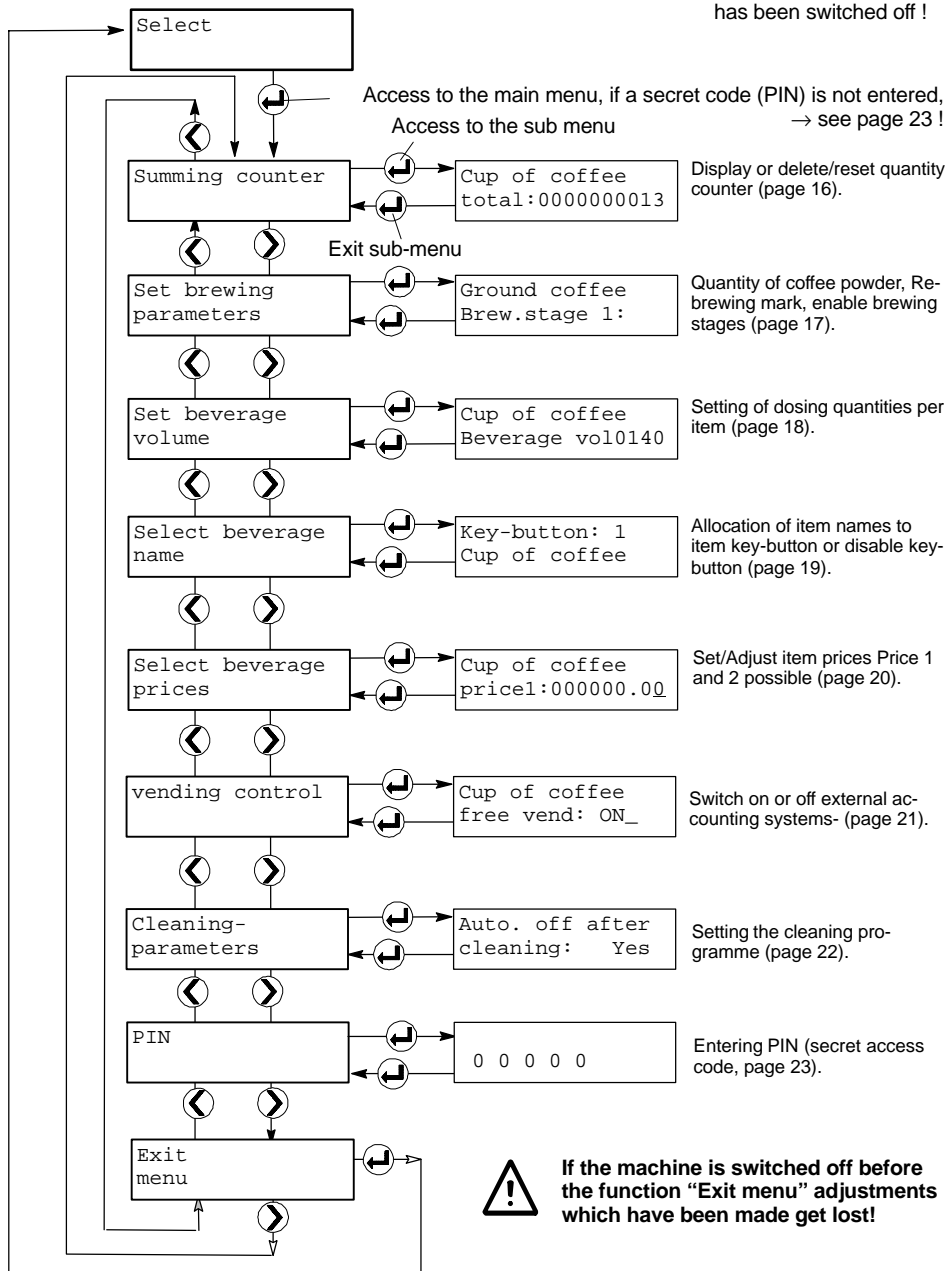 has been switched off !
Select
Access to the main menu, if a secret code (PIN) is not entered,
→ see page 23 !
Access to the sub menu
Summing counter
Cup of coffee
total:0000000013
Display or delete/reset quantity
counter (page 16).
Exit sub-menu
Set brewing
parameters
Ground coffee
Brew.stage 1:
Quantity of coffee powder, Re-
brewing mark, enable brewing
stages (page 17).
Set beverage
volume
Cup of coffee
Beverage vol0140
Setting of dosing quantities per
item (page 18).
Select beverage
name
Key-button: 1
Cup of coffee
Allocation of item names to
item key-button or disable key-
button (page 19).
Select beverage
prices
Cup of coffee
price1:000000.00
Set/Adjust item prices Price 1
and 2 possible (page 20).
vending control
Cup of coffee
free vend: ON_
Switch on or off external ac-
counting systems- (page 21).
Cleaning-
parameters
Auto. off after
cleaning: Yes
Setting the cleaning pro-
gramme (page 22).
PIN
0 0 0 0 0
Entering PIN (secret access
code, page 23).
Exit
menu
If the machine is switched off before
the function “Exit menu” adjustments
which have been made get lost!